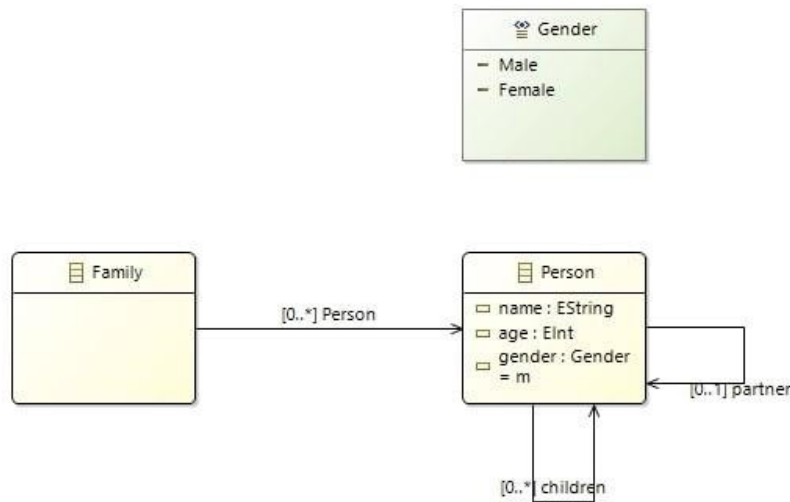 Gender
Male
Female
Family
[0..*] Person
Person
name : EString
age : EInt
gender : Gender
= m
[0..1] partner
[0..*] children